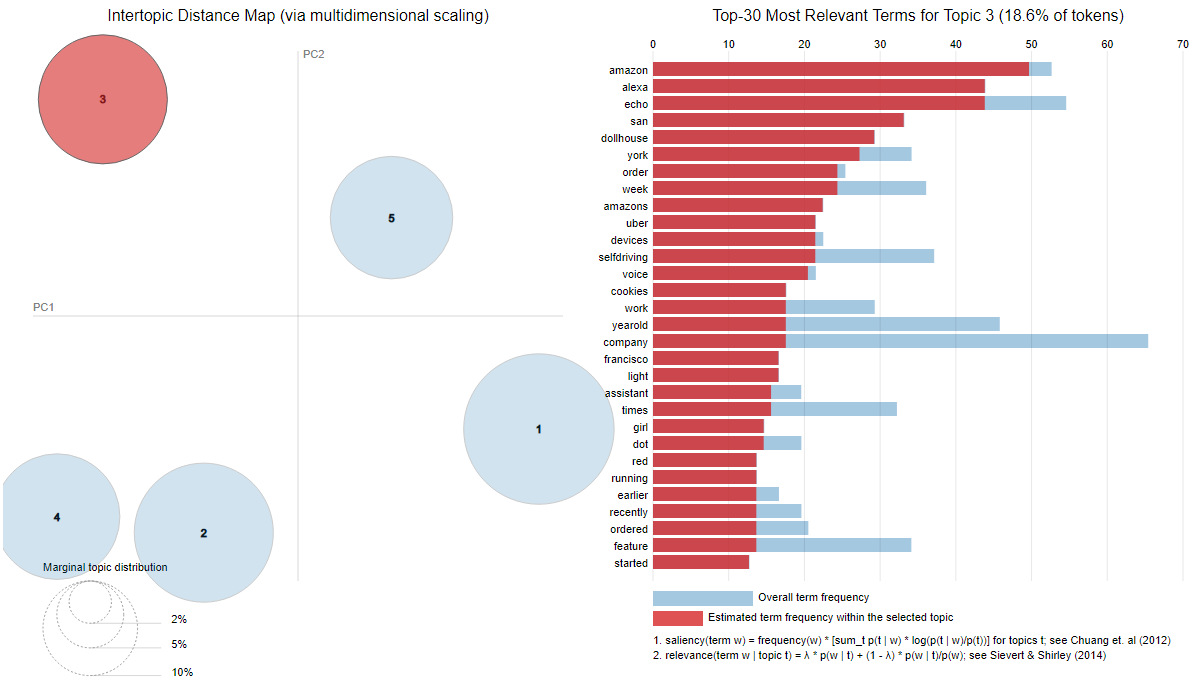 Intertopic Distance Map (via multidimensional scaling)
PC2
3
5
PC1
1
4
2
Marginal topic distribution
2%
5%
10%
Top-30 Most Relevant Terms for Topic 3 (18.6% of tokens)
0 10 20 30 40 50 60 70
amazon
alexa
echo
san
dollhouse
york
order
week
amazons
uber
devices
selfdriving
voice
cookies
work
yearold
company
francisco
light
assistant
times
girl
dot
red
running
earlier
recently
ordered
feature
started
Overall term frequency
Estimated term frequency within the selected topic
1. saliency(term w) = frequency(w) * [sum_t p(t | w) * log(p(t | w)/p(t))] for topics t; see Chuang et. al (2012)
2. relevance(term w | topic t) = λ * p(w | t) + (1 - λ) * p(w | t)/p(w); see Sievert & Shirley (2014)